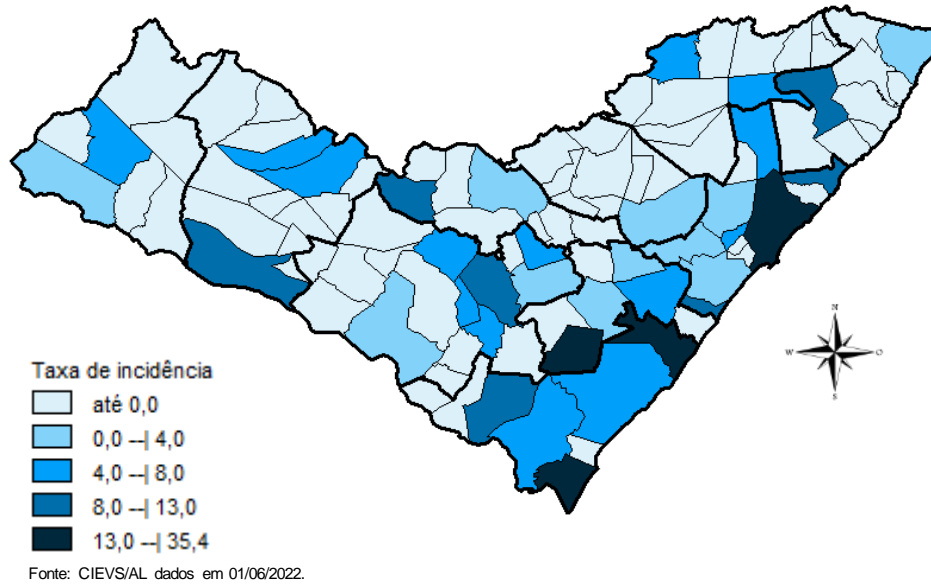 N
W
O
S
Taxa de incidência
até 0,0
0,0 --| 4,0
4,0 --| 8,0
8,0 --| 13,0
13,0 --| 35,4
Fonte: CIEVS/AL dados em 01/06/2022.